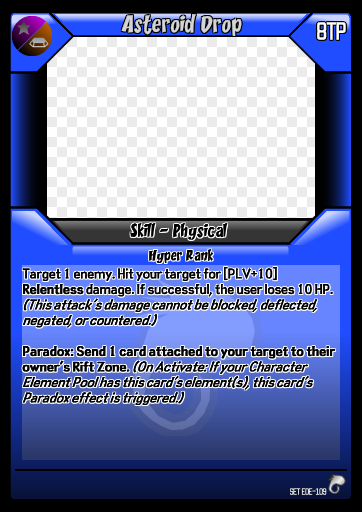 Asteroid Drop
8TP
Skill - Physical
Hyper Rank
Target 1 enemy. Hit your target for [PLV+10]
Relentless damage. If successful, the user loses 10 HP.
(This attack's damage cannot be blocked, deflected,
negated, or countered.)
Paradox: Send 1 card attached to your target to their
owner's Rift Zone. (On Activate: If your Character
Element Pool has this card's element(s), this card's
Paradox effect is triggered.)
SET EOE-109